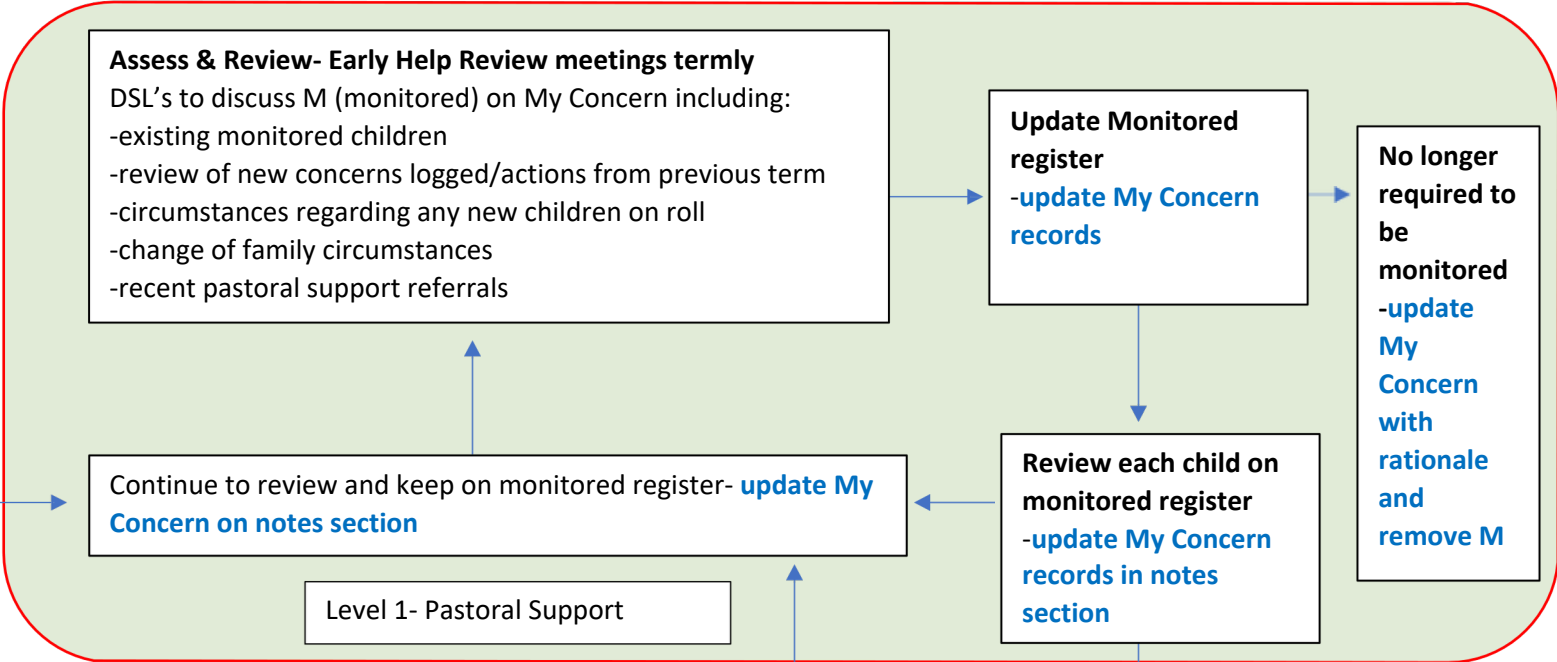 Assess & Review- Early Help Review meetings termly
DSL's to discuss M (monitored) on My Concern including:
-existing monitored children
-review of new concerns logged/actions from previous term
-circumstances regarding any new children on roll
-change of family circumstances
-recent pastoral support referrals
Update Monitored
register
-update My Concern
records
No longer
required to
be
monitored
-update
My
Concern
with
rationale
and
remove M
Continue to review and keep on monitored register- update My
Concern on notes section
Review each child on
monitored register
-update My Concern
records in notes
section
Level 1- Pastoral Support